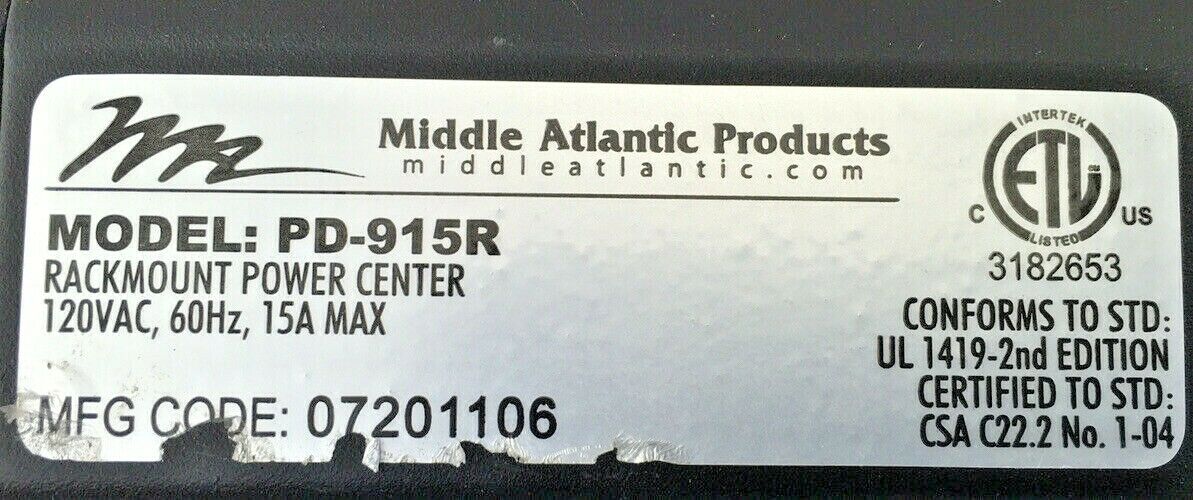 Middle Atlantic Products
middleatlantic.com
MODEL: PD-915R
RACKMOUNT POWER CENTER
120VAC, 60Hz, 15A MAX
MFG CODE: 07201106
INTERTEK
ETL
C US
LISTED
3182653
CONFORMS TO STD:
UL 1419-2nd EDITION
CERTIFIED TO STD:
CSA C22.2 No. 1-04